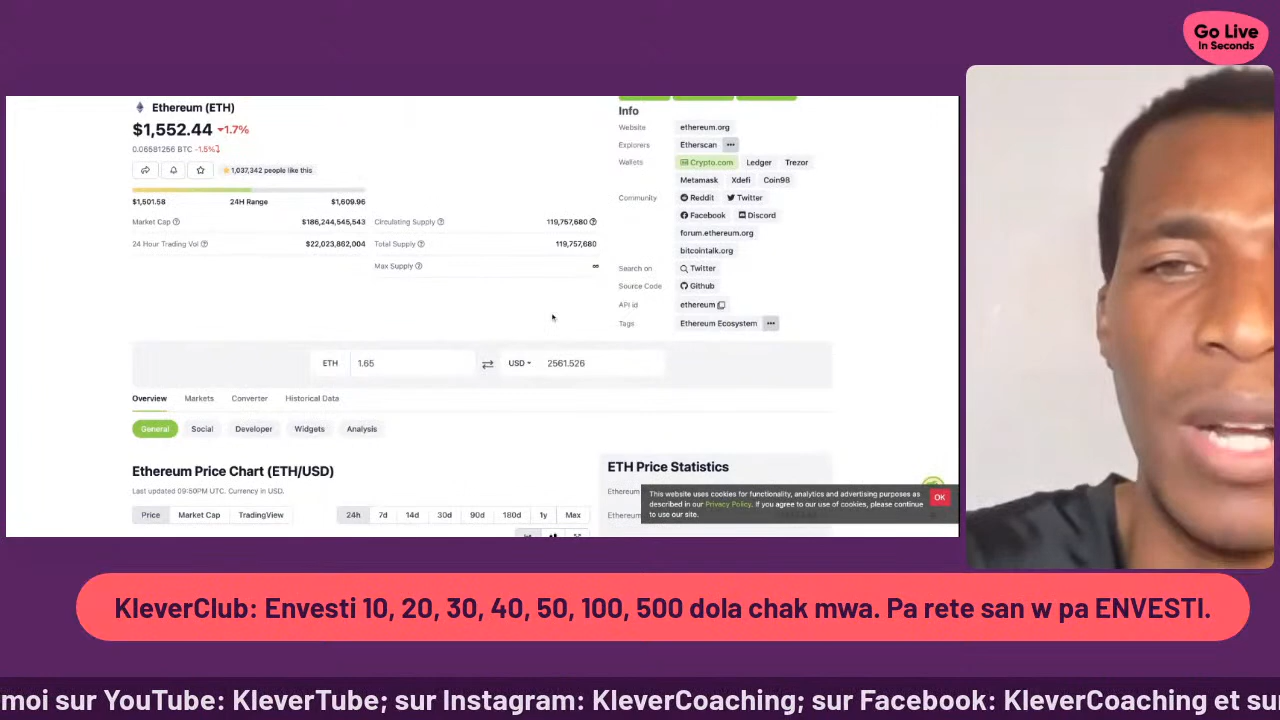 Go Live
In Seconds
Ethereum (ETH)
$1,552.44 1.7%
0.06581256 BTC -1.5%
1,037,342 people like this
$1,501.58 24H Range $1,609.96
Market Cap $186,244,545,543 Circulating Supply 119,757,680
24 Hour Trading Vol $22,023,862,004 Total Supply 119,757,680
Max Supply ∞
Info
Website ethereum.org
Explorers Etherscan •••
Wallets Crypto.com Ledger Trezor
Metamask Xdefi Coin98
Community Reddit Twitter
Facebook Discord
forum.ethereum.org
bitcointalk.org
Search on Twitter
Source Code Github
API id ethereum
Tags Ethereum Ecosystem •••
ETH 1.65 USD 2561.526
Overview Markets Converter Historical Data
General Social Developer Widgets Analysis
Ethereum Price Chart (ETH/USD)
Last updated 09:50PM UTC. Currency in USD.
Price Market Cap TradingView 24h 7d 14d 30d 90d 180d 1y Max
ETH Price Statistics
Ethereum
Ethereum
This website uses cookies for functionality, analytics and advertising purposes as
described in our Privacy Policy. If you agree to our use of cookies, please continue
to use our site.
OK
KleverClub: Envesti 10, 20, 30, 40, 50, 100, 500 dola chak mwa. Pa rete san w pa ENVESTI.
moi sur YouTube: KleverTube; sur Instagram: KleverCoaching; sur Facebook: KleverCoaching et su